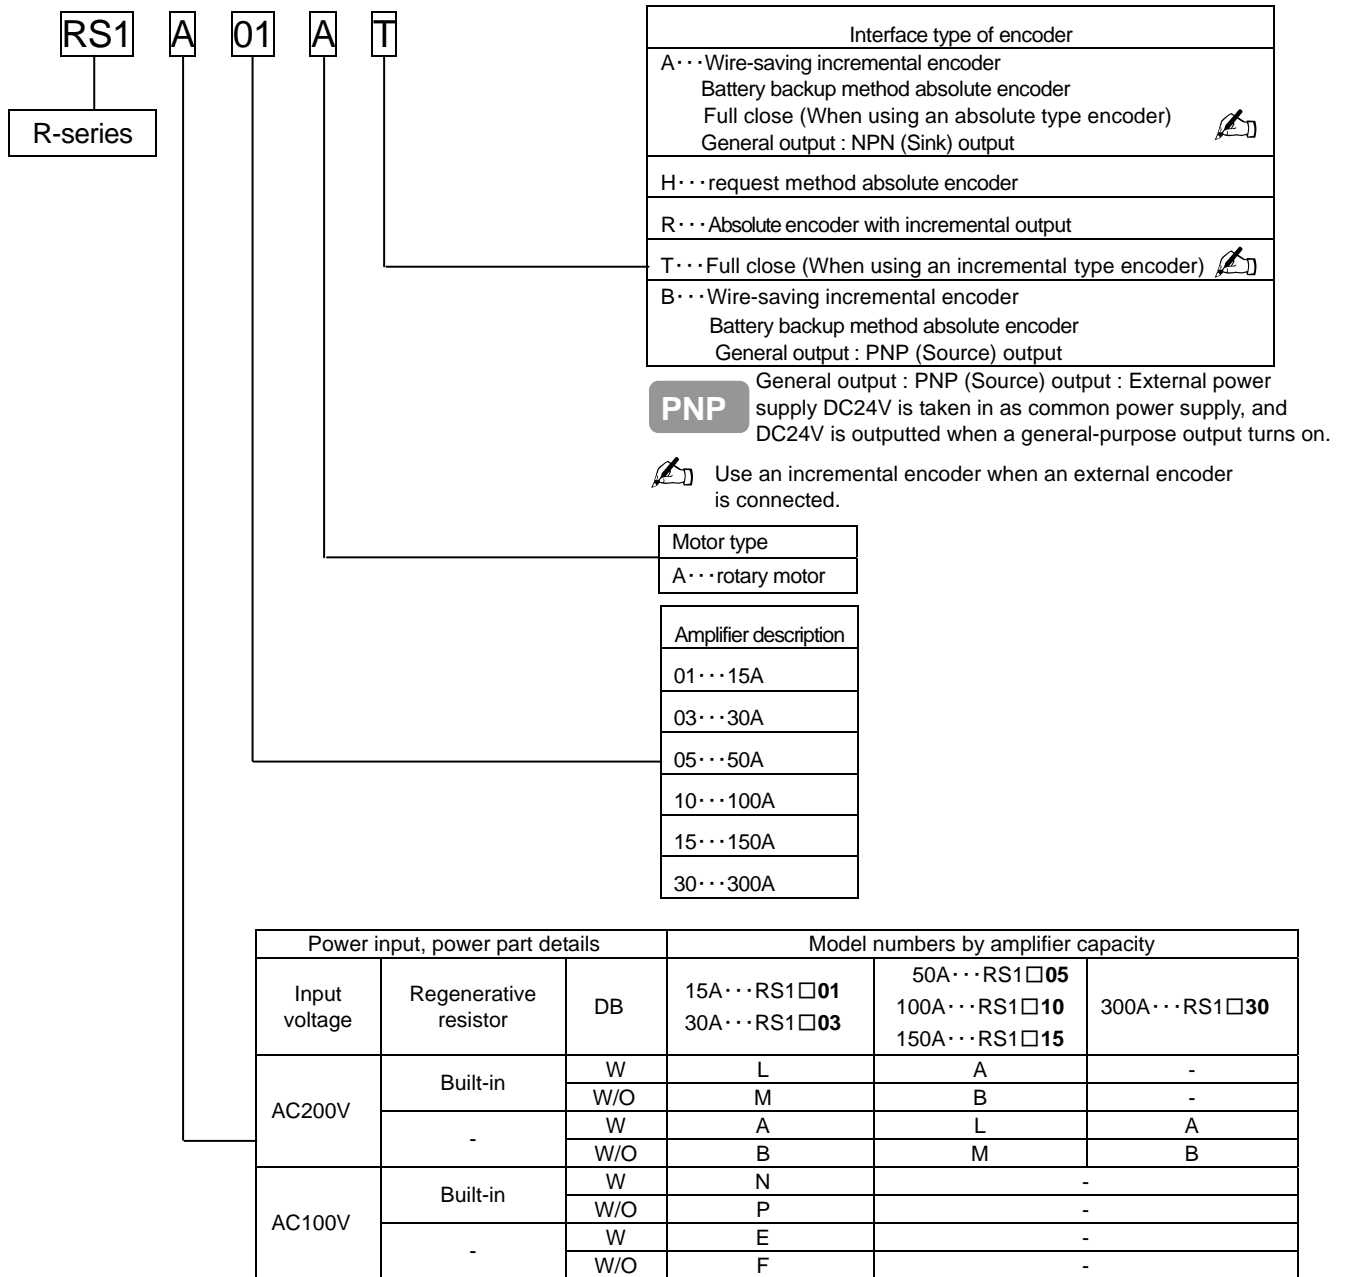 RS1 A 01 A T
R-series
Interface type of encoder
A・・・Wire-saving incremental encoder
Battery backup method absolute encoder
Full close (When using an absolute type encoder)
General output : NPN (Sink) output
H・・・request method absolute encoder
R・・・Absolute encoder with incremental output
T・・・Full close (When using an incremental type encoder)
B・・・Wire-saving incremental encoder
Battery backup method absolute encoder
General output : PNP (Source) output
PNP
General output : PNP (Source) output : External power
supply DC24V is taken in as common power supply, and
DC24V is outputted when a general-purpose output turns on.
Use an incremental encoder when an external encoder
is connected.
Motor type
A・・・rotary motor
Amplifier description
01・・・15A
03・・・30A
05・・・50A
10・・・100A
15・・・150A
30・・・300A
Power input, power part details Model numbers by amplifier capacity
Input voltage Regenerative resistor DB 15A・・・RS1□01 30A・・・RS1□03 50A・・・RS1□05 100A・・・RS1□10 150A・・・RS1□15 300A・・・RS1□30
AC200V Built-in W L A -
W/O M B -
- W A L A
W/O B M B
AC100V Built-in W N -
W/O P -
- W E -
W/O F -